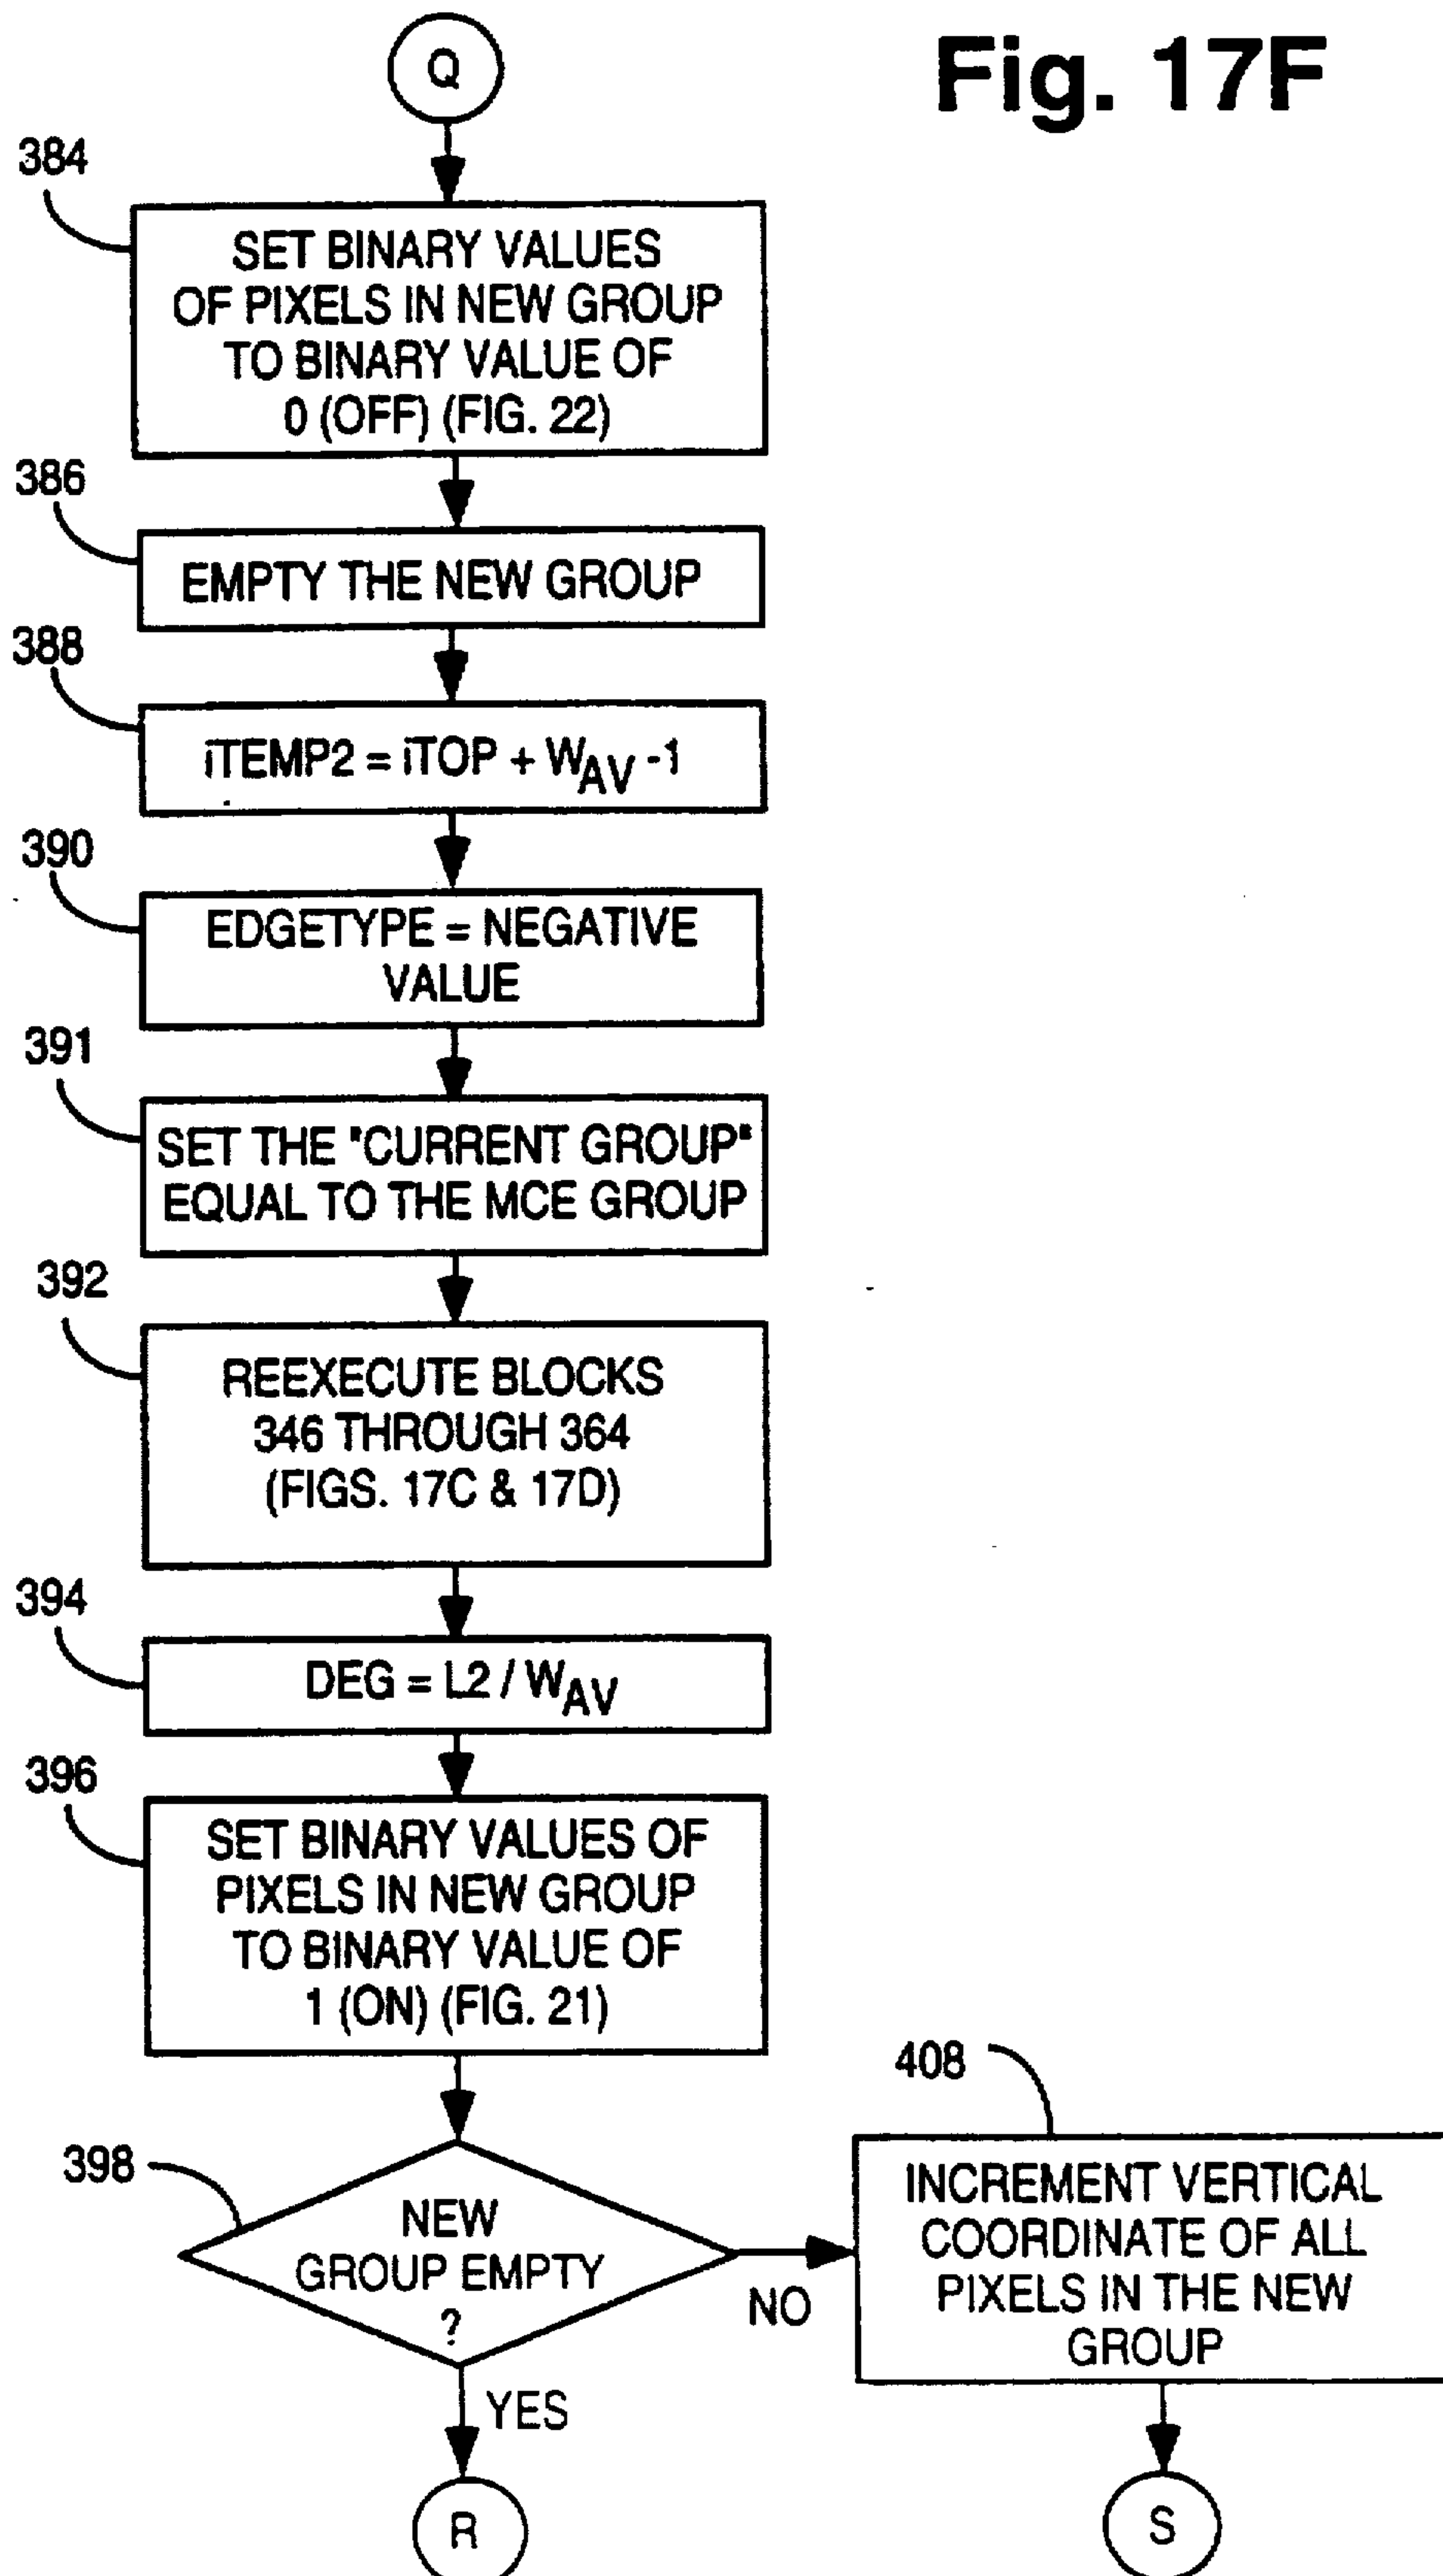 Fig. 17F
Q
384
SET BINARY VALUES
OF PIXELS IN NEW GROUP
TO BINARY VALUE OF
0 (OFF) (FIG. 22)
386
EMPTY THE NEW GROUP
388
iTEMP2 = iTOP + WAV -1
390
EDGETYPE = NEGATIVE
VALUE
391
SET THE "CURRENT GROUP"
EQUAL TO THE MCE GROUP
392
REEXECUTE BLOCKS
346 THROUGH 364
(FIGS. 17C & 17D)
394
DEG = L2 / WAV
396
SET BINARY VALUES OF
PIXELS IN NEW GROUP
TO BINARY VALUE OF
1 (ON) (FIG. 21)
398
NEW
GROUP EMPTY
?
NO
YES
R
408
INCREMENT VERTICAL
COORDINATE OF ALL
PIXELS IN THE NEW
GROUP
S